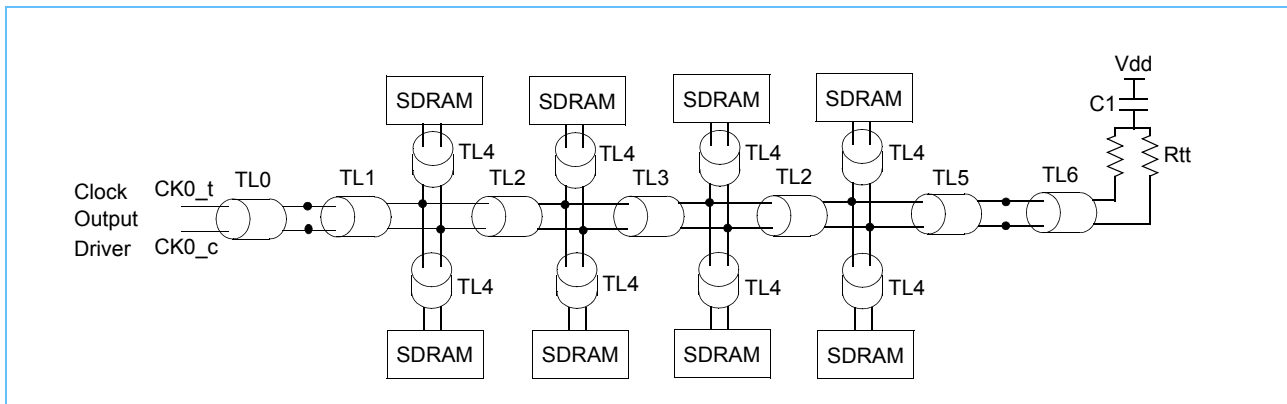 Vdd
C1
Rtt
SDRAM SDRAM SDRAM SDRAM
TL4 TL4 TL4 TL4
Clock Output Driver
CK0_t
CK0_c
TL0 TL1 TL2 TL3 TL2 TL5 TL6
TL4 TL4 TL4 TL4
SDRAM SDRAM SDRAM SDRAM